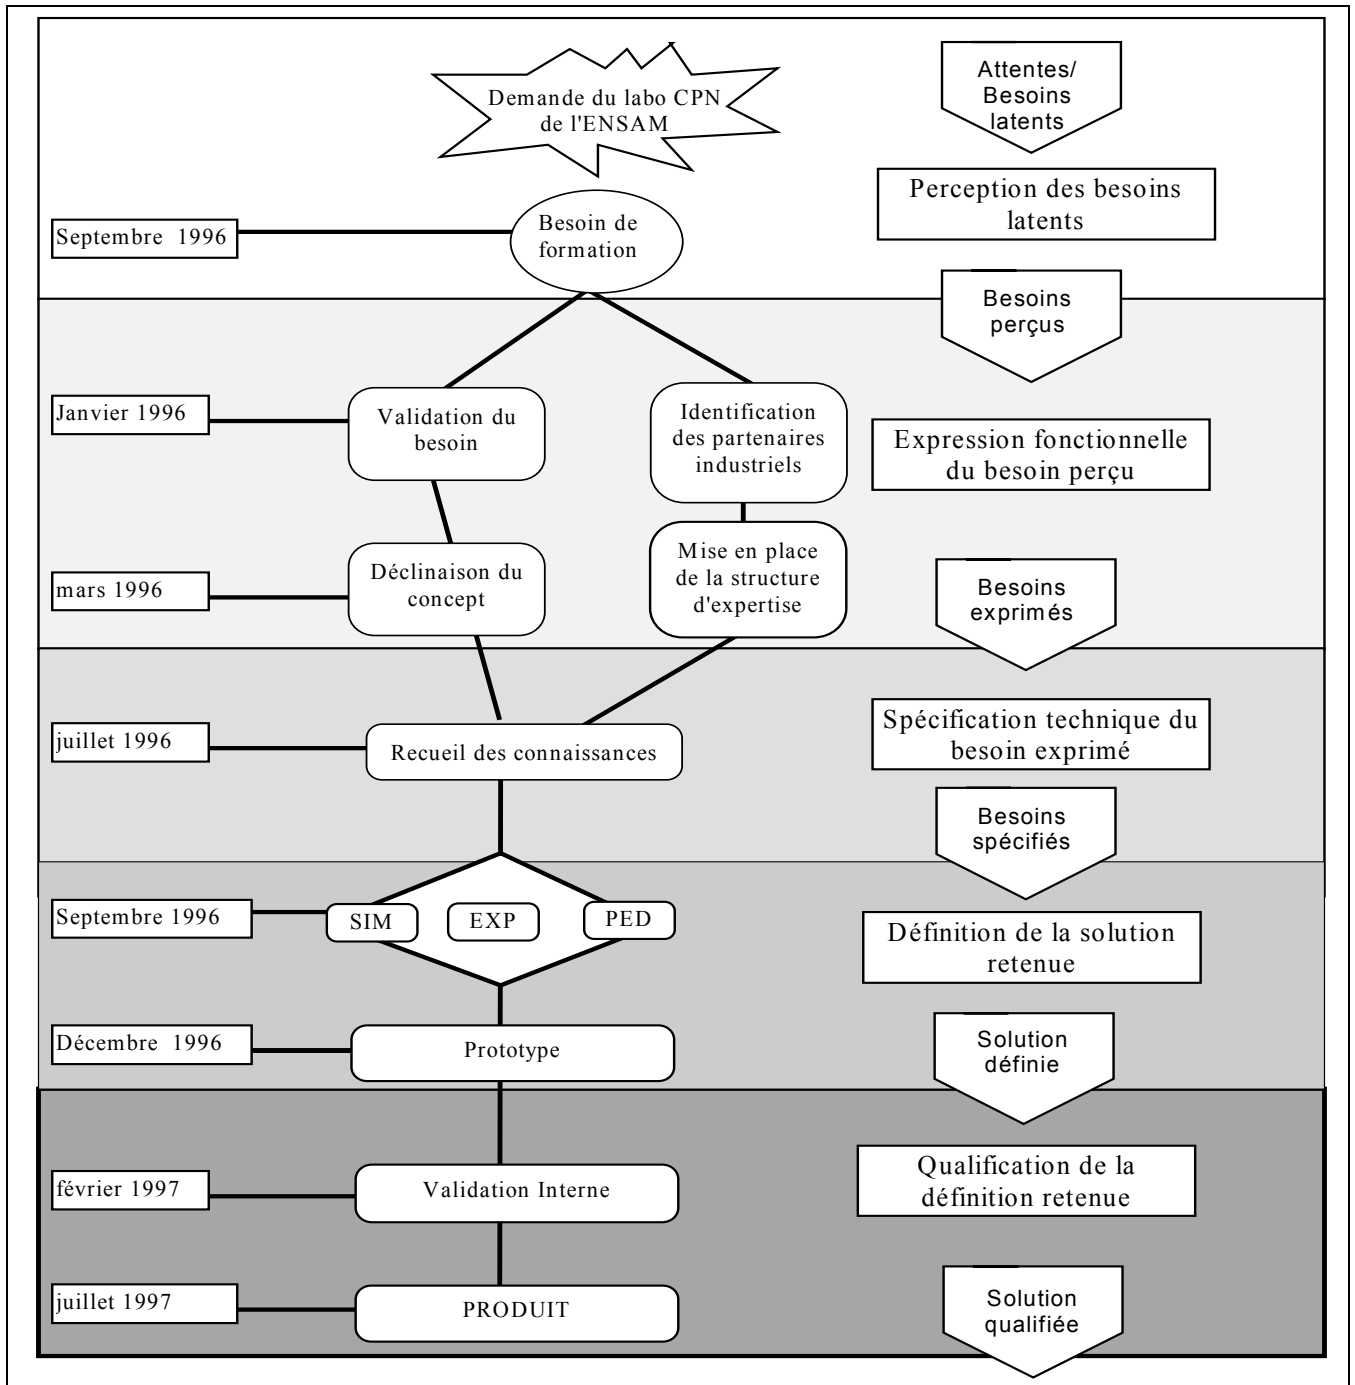 Demande du labo CPN
de l'ENSAM
Attentes/
Besoins
latents
Perception des besoins
latents
Septembre 1996
Besoin de
formation
Besoins
perçus
Janvier 1996
Validation du
besoin
Identification
des partenaires
industriels
Expression fonctionnelle
du besoin perçu
mars 1996
Déclinaison du
concept
Mise en place
de la structure
d'expertise
Besoins
exprimés
juillet 1996
Recueil des connaissances
Spécification technique du
besoin exprimé
Besoins
spécifiés
Septembre 1996
SIM
EXP
PED
Définition de la solution
retenue
Décembre 1996
Prototype
Solution
définie
février 1997
Validation Interne
Qualification de la
définition retenue
juillet 1997
PRODUIT
Solution
qualifiée